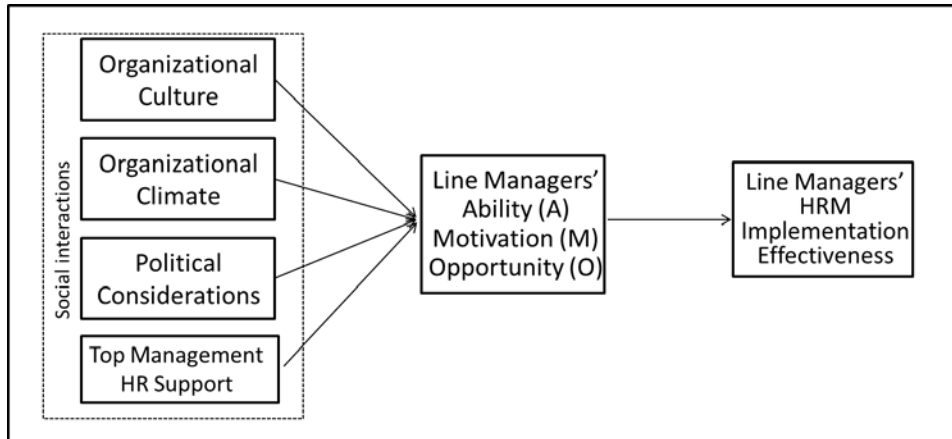 Social interactions
Organizational
Culture
Organizational
Climate
Political
Considerations
Top Management
HR Support
Line Managers'
Ability (A)
Motivation (M)
Opportunity (O)
Line Managers'
HRM
Implementation
Effectiveness